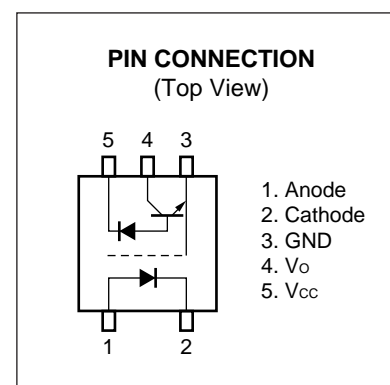 PIN CONNECTION
(Top View)
5 4 3
1. Anode
2. Cathode
3. GND
4. Vo
5. Vcc
1 2